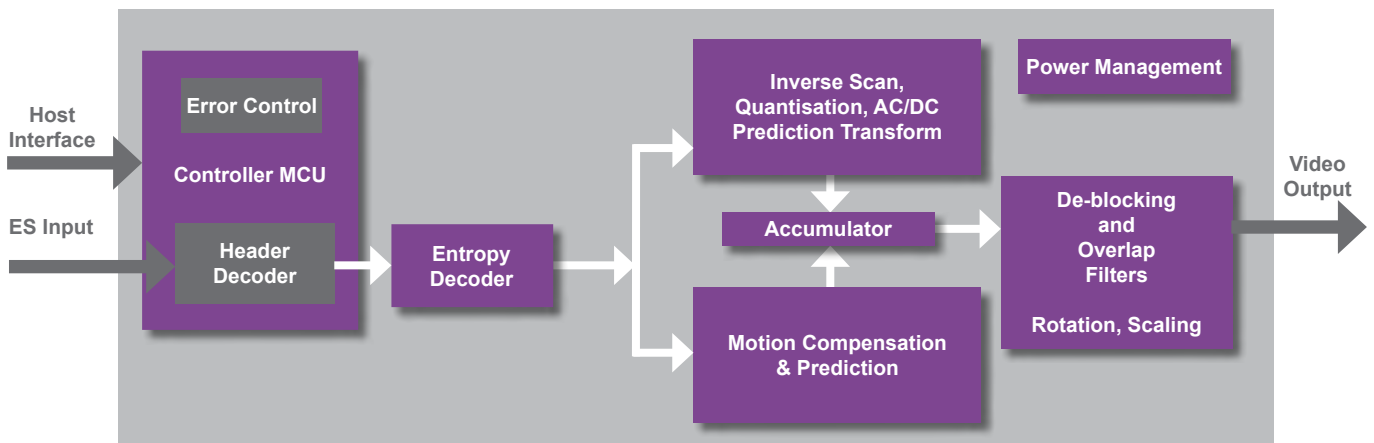 Host
Interface
ES Input
Error Control
Controller MCU
Header
Decoder
Entropy
Decoder
Inverse Scan,
Quantisation, AC/DC
Prediction Transform
Accumulator
Motion Compensation
& Prediction
Power Management
De-blocking
and
Overlap
Filters
Rotation, Scaling
Video
Output